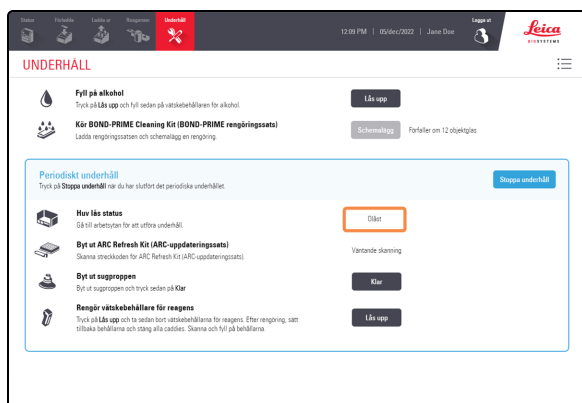 Status Förladda Ladda ur Reagenser Underhåll Logga ut
12:09 PM | 05/dec/2022 | Jane Doe
Leica
BIOSYSTEMS
UNDERHÅLL
Fyll på alkohol
Tryck på Lås upp och fyll sedan på vätskebehållaren för alkohol.
Lås upp
Kör BOND-PRIME Cleaning Kit (BOND-PRIME rengöringssats)
Ladda rengöringssatsen och schemalägg en rengöring.
Schemalägg
Förfaller om 12 objektglas
Periodiskt underhåll
Tryck på Stoppa underhåll när du har slutfört det periodiska underhållet.
Stoppa underhåll
Huv lås status
Gå till arbetsytan för att utföra underhåll.
Olåst
Byt ut ARC Refresh Kit (ARC-uppdateringssats)
Skanna streckkoden för ARC Refresh Kit (ARC-uppdateringssats).
Väntande skanning
Byt ut sugproppen
Byt ut sugproppen och tryck sedan på Klar
Klar
Rengör vätskebehållare för reagens
Tryck på Lås upp och ta sedan bort vätskebehållarna för reagens. Efter rengöring, sätt
tillbaka behållarna och stäng alla caddies. Skanna och fyll på behållarna.
Lås upp